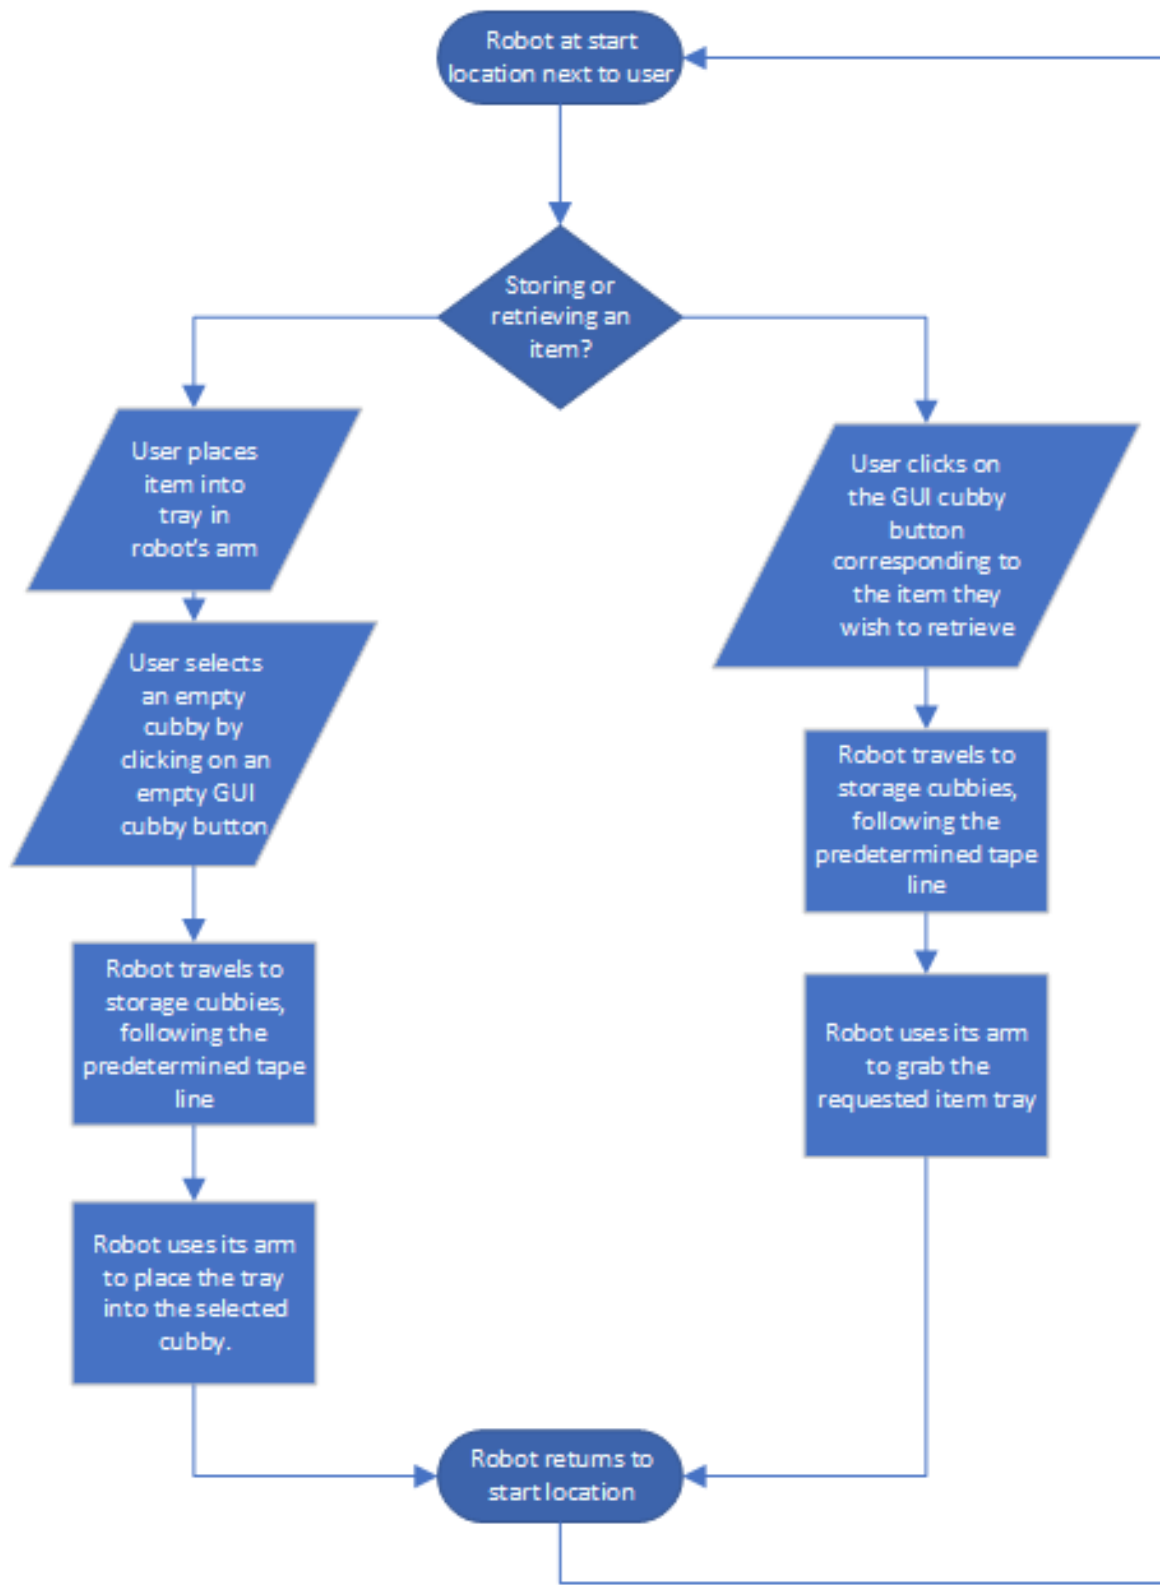 Robot at start
location next to user
Storing or
retrieving an
item?
User places
item into
tray in
robot's arm
User selects
an empty
cubby by
clicking on an
empty GUI
cubby button
Robot travels to
storage cubbies,
following the
predetermined tape
line
Robot uses its arm
to place the tray
into the selected
cubby.
User clicks on
the GUI cubby
button
corresponding to
the item they
wish to retrieve
Robot travels to
storage cubbies,
following the
predetermined tape
line
Robot uses its arm
to grab the
requested item tray
Robot returns to
start location